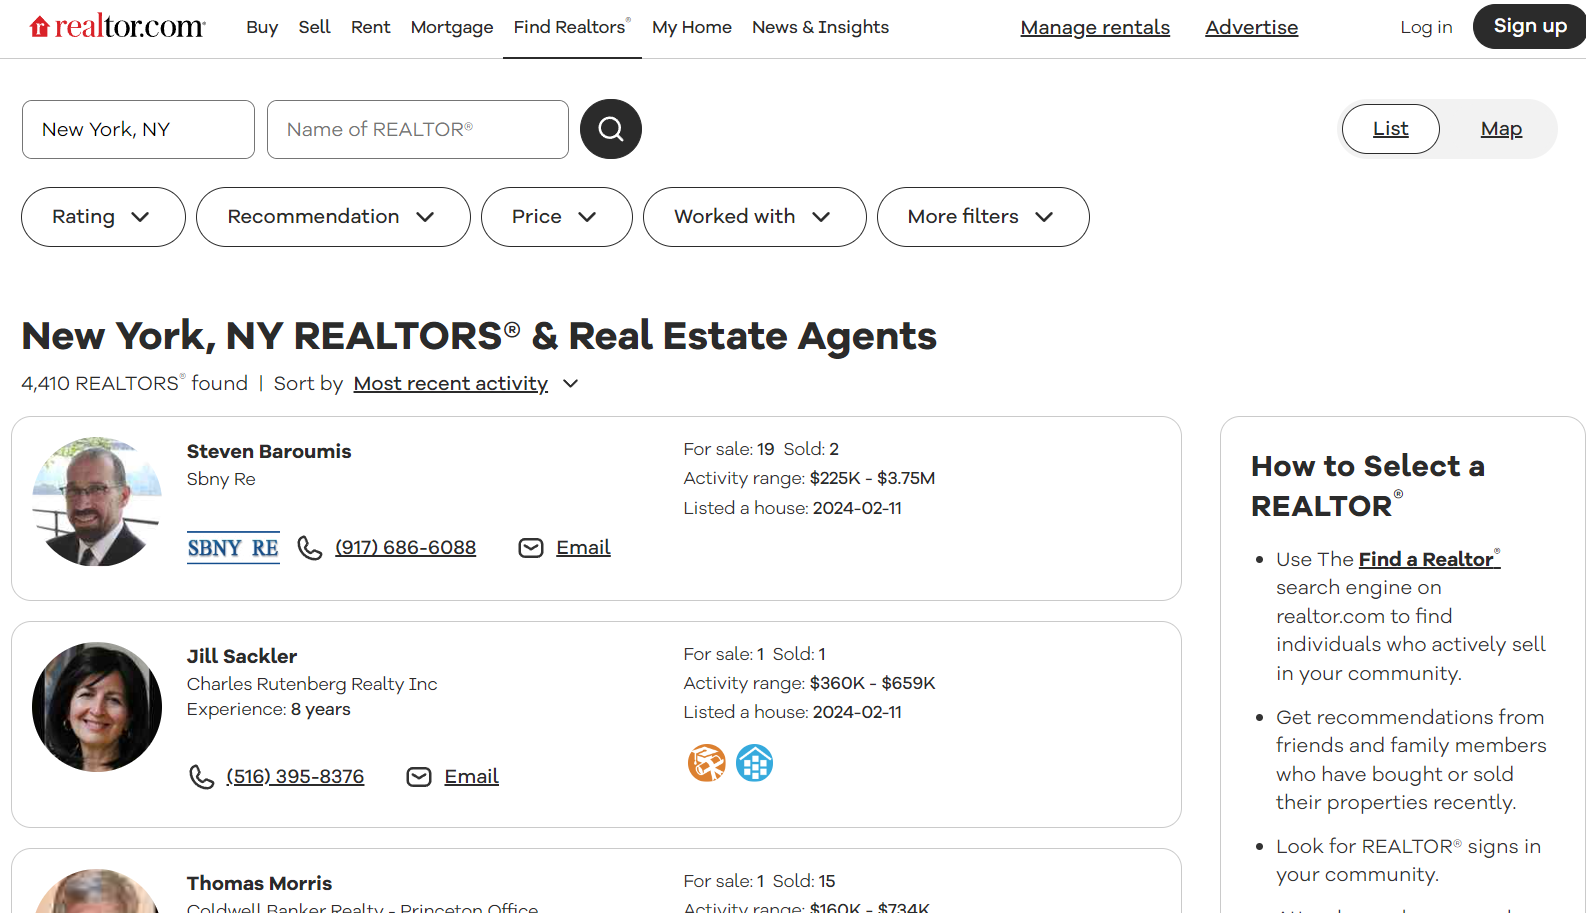 realtor.com®
Buy Sell Rent Mortgage Find Realtors® My Home News & Insights Manage rentals Advertise Log in Sign up
New York, NY Name of REALTOR® List Map
Rating Recommendation Price Worked with More filters
New York, NY REALTORS® & Real Estate Agents
4,410 REALTORS® found | Sort by Most recent activity
Steven Baroumis
Sbny Re
SBNY RE (917) 686-6088 Email
For sale: 19 Sold: 2
Activity range: $225K - $3.75M
Listed a house: 2024-02-11
Jill Sackler
Charles Rutenberg Realty Inc
Experience: 8 years
(516) 395-8376 Email
For sale: 1 Sold: 1
Activity range: $360K - $659K
Listed a house: 2024-02-11
Thomas Morris
Coldwell Banker Realty - Princeton Office
For sale: 1 Sold: 15
Activity range: $160K - $734K
How to Select a
REALTOR®
• Use The Find a Realtor®
search engine on
realtor.com to find
individuals who actively sell
in your community.
• Get recommendations from
friends and family members
who have bought or sold
their properties recently.
• Look for REALTOR® signs in
your community.